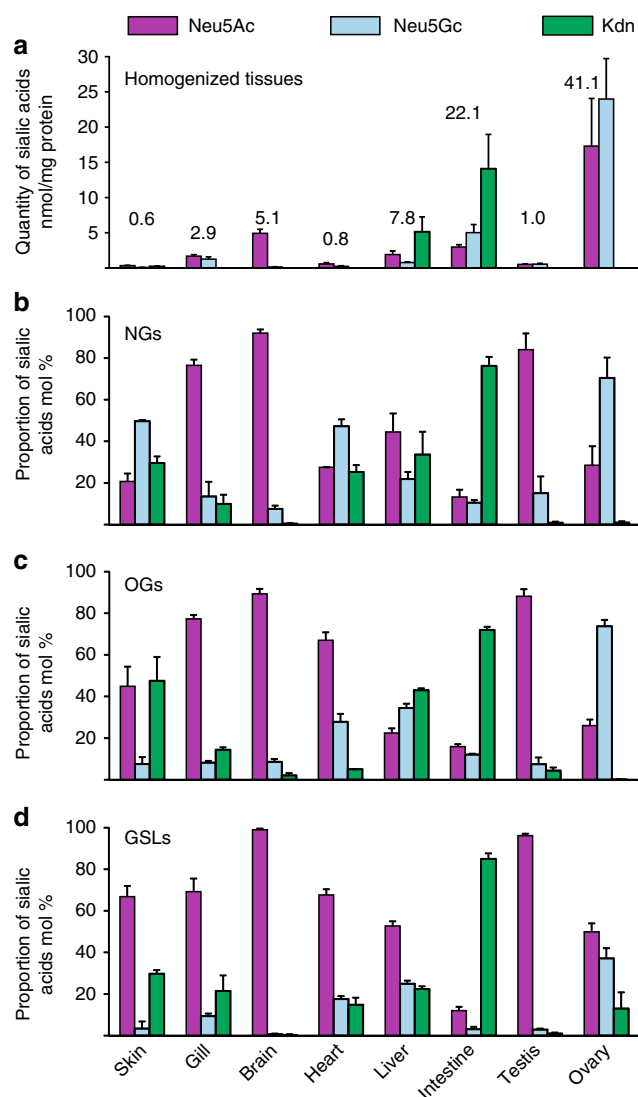 Neu5Ac Neu5Gc Kdn
a
Homogenized tissues
Quantity of sialic acids
nmol/mg protein
30
25
20
15
10
5
0.6 2.9 5.1 0.8 7.8 22.1 1.0 41.1
b
NGs
Proportion of sialic
acids mol %
100
80
60
40
20
c
OGs
Proportion of sialic
acids mol %
100
80
60
40
20
d
GSLs
Proportion of sialic
acids mol %
100
80
60
40
20
Skin Gill Brain Heart Liver Intestine Testis Ovary